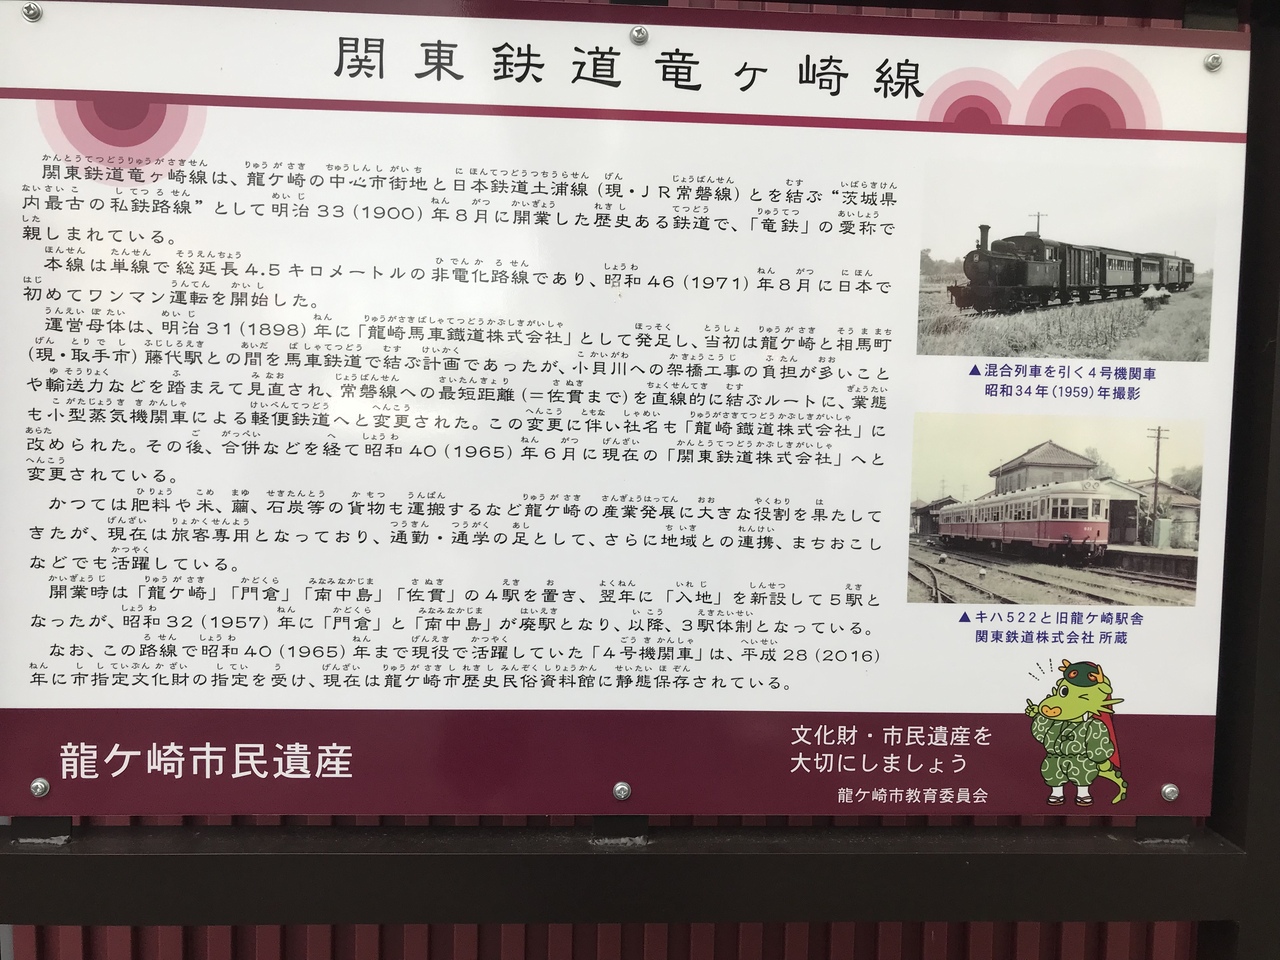 関東鉄道竜ヶ崎線
関東鉄道竜ヶ崎線は、龍ケ崎の中心市街地と日本鉄道土浦線(現・JR常磐線)とを結ぶ“茨城県
内最古の私鉄路線”として明治33(1900)年8月に開業した歴史ある鉄道で、「竜鉄」の愛称で
親しまれている。
本線は単線で総延長4.5キロメートルの非電化路線であり、昭和46(1971)年8月に日本で
初めてワンマン運転を開始した。
運営母体は、明治31(1898)年に「龍崎馬車鐵道株式会社」として発足し、当初は龍ケ崎と相馬町
(現・取手市)藤代駅との間を馬車鉄道で結ぶ計画であったが、小貝川への架橋工事の負担が多いこと
や輸送力などを踏まえて見直され、常磐線への最短距離(=佐貫まで)を直線的に結ぶルートに、業態
も小型蒸気機関車による軽便鉄道へと変更された。この変更に伴い社名も「龍崎鐵道株式会社」に
改められた。その後、合併などを経て昭和40(1965)年6月に現在の「関東鉄道株式会社」へと
変更されている。
かつては肥料や米、繭、石炭等の貨物も運搬するなど龍ケ崎の産業発展に大きな役割を果たして
きたが、現在は旅客専用となっており、通勤・通学の足として、さらに地域との連携、まちおこし
などでも活躍している。
開業時は「龍ケ崎」「門倉」「南中島」「佐貫」の4駅を置き、翌年に「入地」を新設して5駅と
なったが、昭和32(1957)年に「門倉」と「南中島」が廃駅となり、以降、3駅体制となっている。
なお、この路線で昭和40(1965)年まで現役で活躍していた「4号機関車」は、平成28(2016)
年に市指定文化財の指定を受け、現在は龍ケ崎市歴史民俗資料館に静態保存されている。
▲混合列車を引く4号機関車
昭和34年(1959)年撮影
▲キハ522と旧龍ケ崎駅舎
関東鉄道株式会社 所蔵
龍ケ崎市民遺産
文化財・市民遺産を
大切にしましょう
龍ケ崎市教育委員会